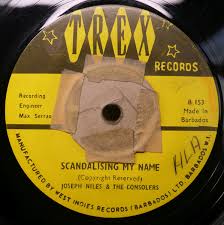 TREX
RECORDS
Recording
Engineer
Max Serrao
B 153
Made in
Barbados
SCANDALISING MY NAME
(Copyright Reserved)
JOSEPH NILES & THE CONSOLERS
HLA
MANUFACTURED BY WEST INDIES RECORDS (BARBADOS) LTD. BARBADOS W.I.